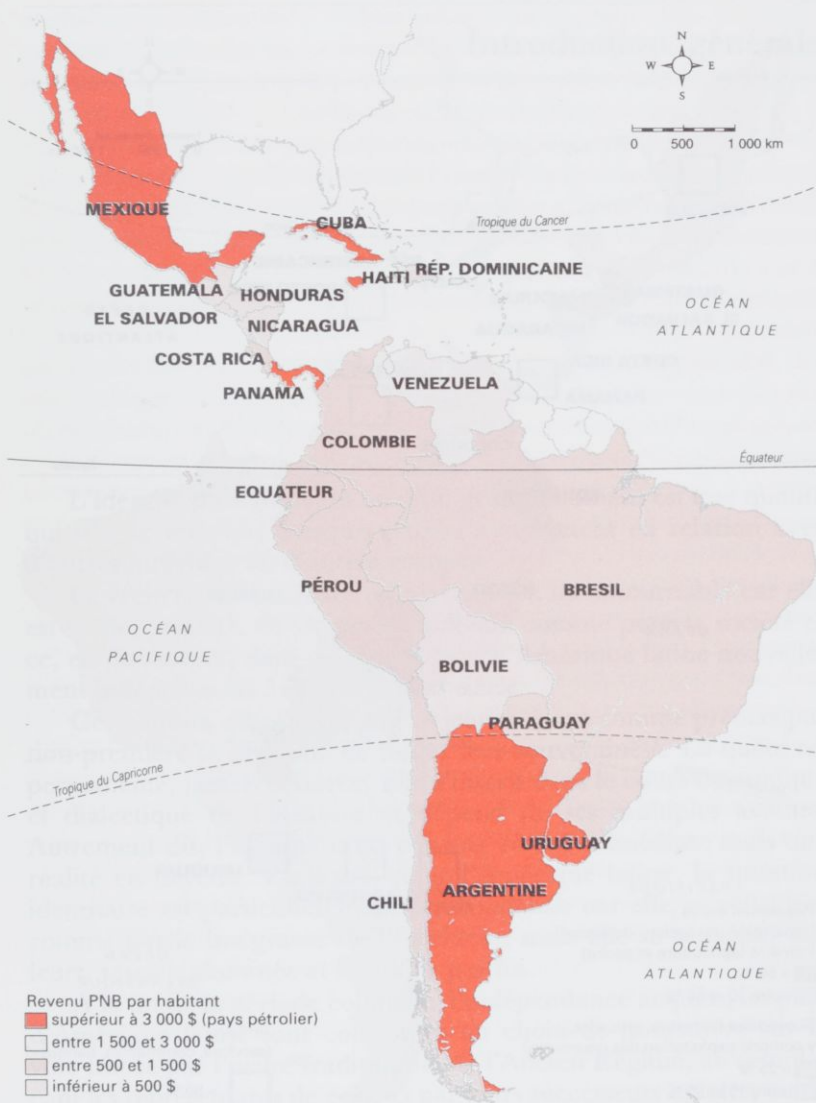 N
W E
S
0 500 1 000 km
MEXIQUE
CUBA
Tropique du Cancer
HAITI
RÉP. DOMINICAINE
GUATEMALA
HONDURAS
EL SALVADOR
NICARAGUA
OCÉAN
ATLANTIQUE
COSTA RICA
PANAMA
VENEZUELA
COLOMBIE
Équateur
EQUATEUR
PÉROU
BRESIL
OCÉAN
PACIFIQUE
BOLIVIE
PARAGUAY
Tropique du Capricorne
URUGUAY
ARGENTINE
CHILI
OCÉAN
ATLANTIQUE
Revenu PNB par habitant
supérieur à 3 000 $ (pays pétrolier)
entre 1 500 et 3 000 $
entre 500 et 1 500 $
inférieur à 500 $